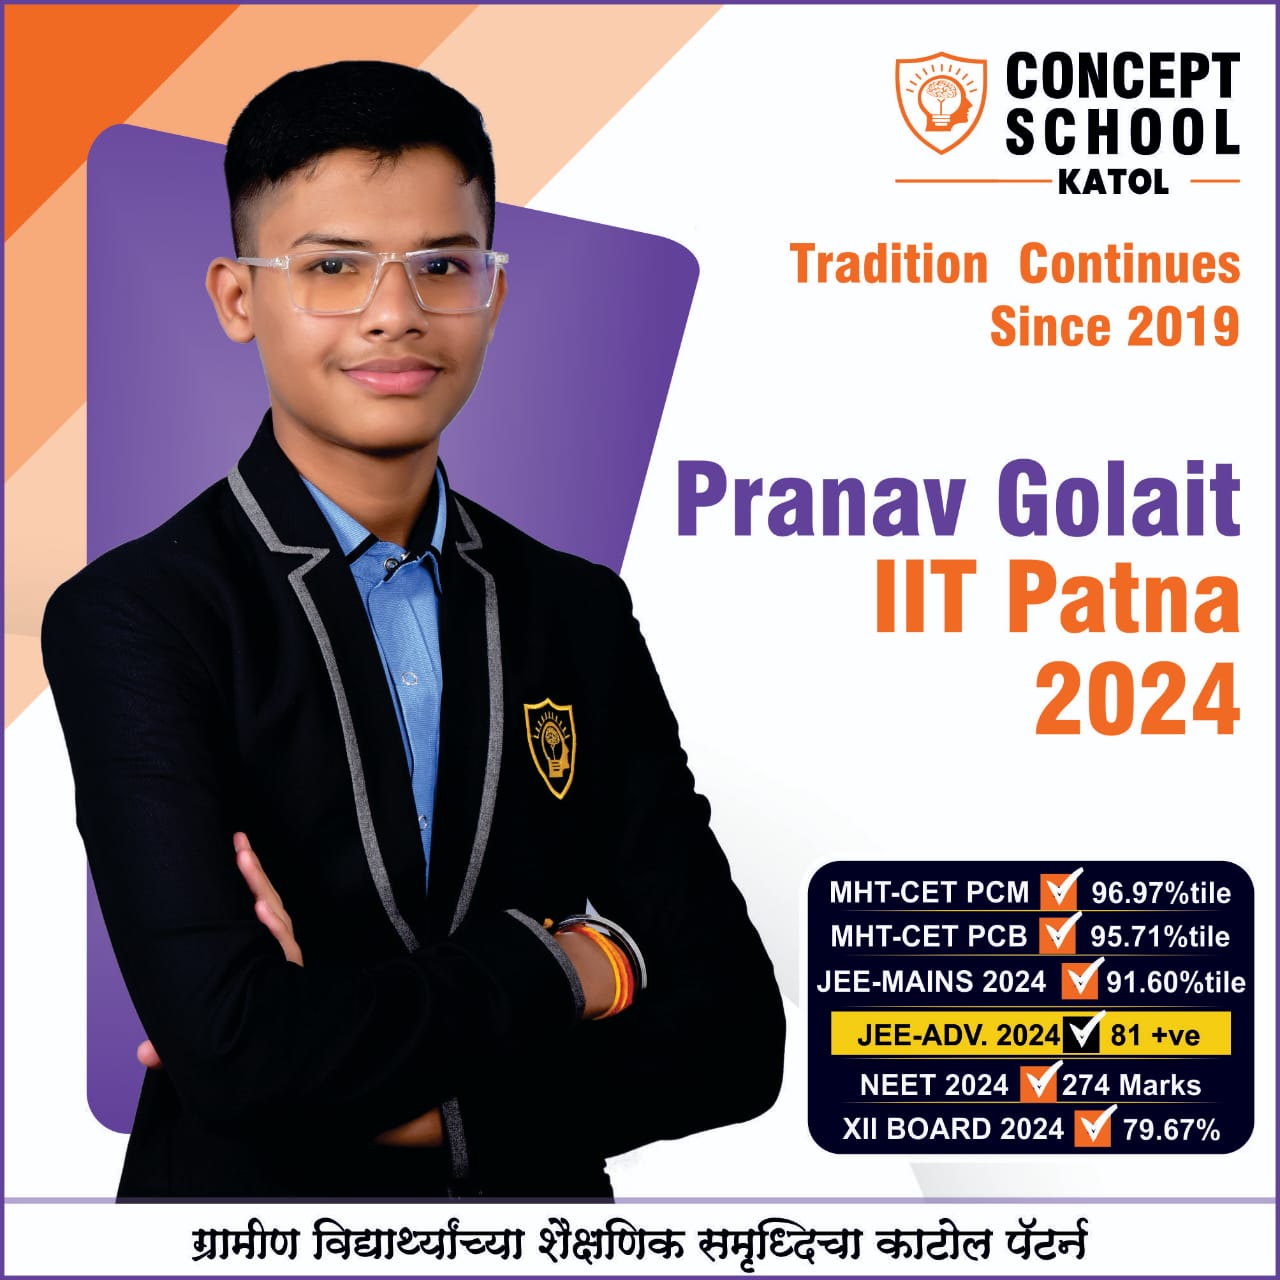 CONCEPT
SCHOOL
KATOL
Tradition Continues
Since 2019
Pranav Golait
IIT Patna
2024
MHT-CET PCM 96.97%tile
MHT-CET PCB 95.71%tile
JEE-MAINS 2024 91.60%tile
JEE-ADV. 2024 81 +ve
NEET 2024 274 Marks
XII BOARD 2024 79.67%
ग्रामीण विद्यार्थ्यांच्या शैक्षणिक समृध्दिचा काटोल पॅटर्न